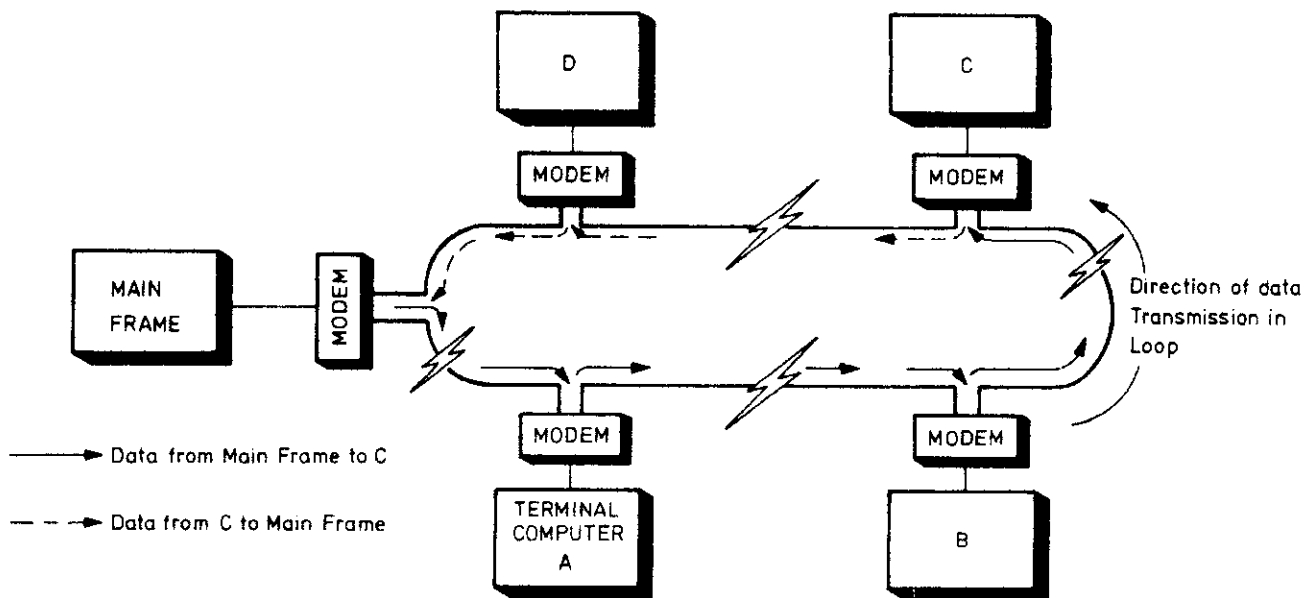 D
C
MODEM
MODEM
MAIN
FRAME
MODEM
Direction of data
Transmission in
Loop
MODEM
MODEM
Data from Main Frame to C
Data from C to Main Frame
TERMINAL
COMPUTER
A
B